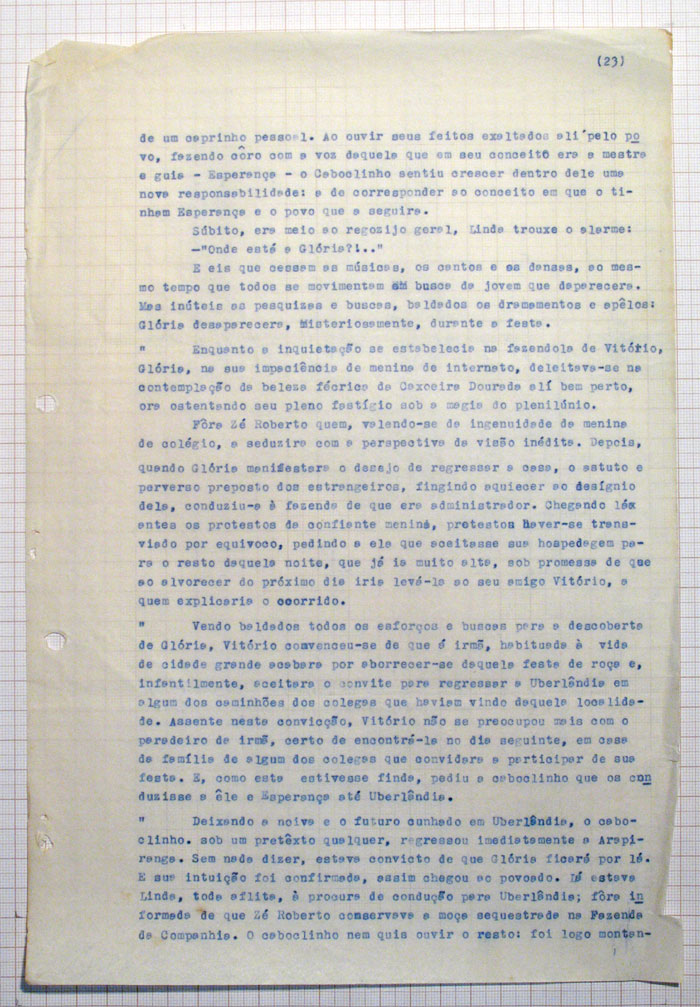 (23)
de um caprinho pessoal. Ao ouvir seus feitos exaltados ali pelo po
vo, fazendo côro com a voz daquela que em seu conceito era a mestra
e guia - Esperança - o Caboclinho sentiu crescer dentro dele uma
nova responsabilidade: a de corresponder ao conceito em que o ti-
nham Esperança e o povo que a seguira.
Súbito, era meio ao regozijo geral, Linda trouxe o alarme:
-"Onde está a Glória?!.."
E eis que cessam as músicas, os cantos e as dansas, ao mes-
mo tempo que todos se movimentam em busca da jovem que daparecera.
Mas inúteis as pesquizas e buscas, baldados os dramamentos e apêlos:
Glória desaparecera, misteriosamente, durante a festa.
" Enquanto a inquietação se estabelecia na fazendola de Vitório,
Glória, na sua impaciência de menina de internato, deleitava-se na
contemplação da beleza fécrica da Caxoeira Dourada alí bem perto,
ora ostentando seu pleno fastígio sob a magia do plenilúnio.
Fôra Zé Roberto quem, valendo-se da ingenuidade da menina
de colégio, a seduzira com a perspectiva da visão inédita. Depois,
quando Glória manifestara o desejo de regressar a casa, o astuto e
perverso preposto dos estrangeiros, fingindo aquiecer ao desígnio
dela, conduziu-a à fazenda de que era administrador. Chegando lá
antes os protestos da confiante menina, pretestou haver-se trans-
viado por equivoco, pedindo a ela que aceitasse sua hospedagem pa-
ra o resto daquela noite, que já ia muito alta, sob promessa de que
ao alvorecer do próximo dia iria levá-la ao seu amigo Vitório, a
quem explicaria o ocorrido.
" Vendo baldados todos os esforços e buscas para a descoberta
de Glória, Vitório convenceu-se de que á irmã, habituada à vida
de cidade grande acabara por aborrecer-se daquela festa de roça e,
infantilmente, aceitara o convite para regressar a Uberlândia em
algum dos caminhões dos colegas que haviam vindo daquela localida-
de. Assente nesta convicção, Vitório não se preocupou mais com o
paradeiro da irmã, certo de encontrá-la no dia seguinte, em casa
da família de algum dos colegas que convidara a participar de sua
festa. E, como esta estivesse finda, pediu a caboclinho que os con
duzisse a êle e Esperança até Uberlândia.
" Deixando a noiva e o futuro cunhado em Uberlândia, o cabo-
clinho. sob um pretêxto qualquer, regressou imediatamente a Arapi-
ranga. Sem nada dizer, estava convicto de que Glória ficará por lá.
E sua intuição foi confirmada, assim chegou ao povoado. Lá estava
Linda, toda aflita, à procura de condução para Uberlândia; fôra in
formada de que Zé Roberto conservava a moça sequestrada na Fazenda
da Companhia. O caboclinho nem quis ouvir o resto: foi logo montan-